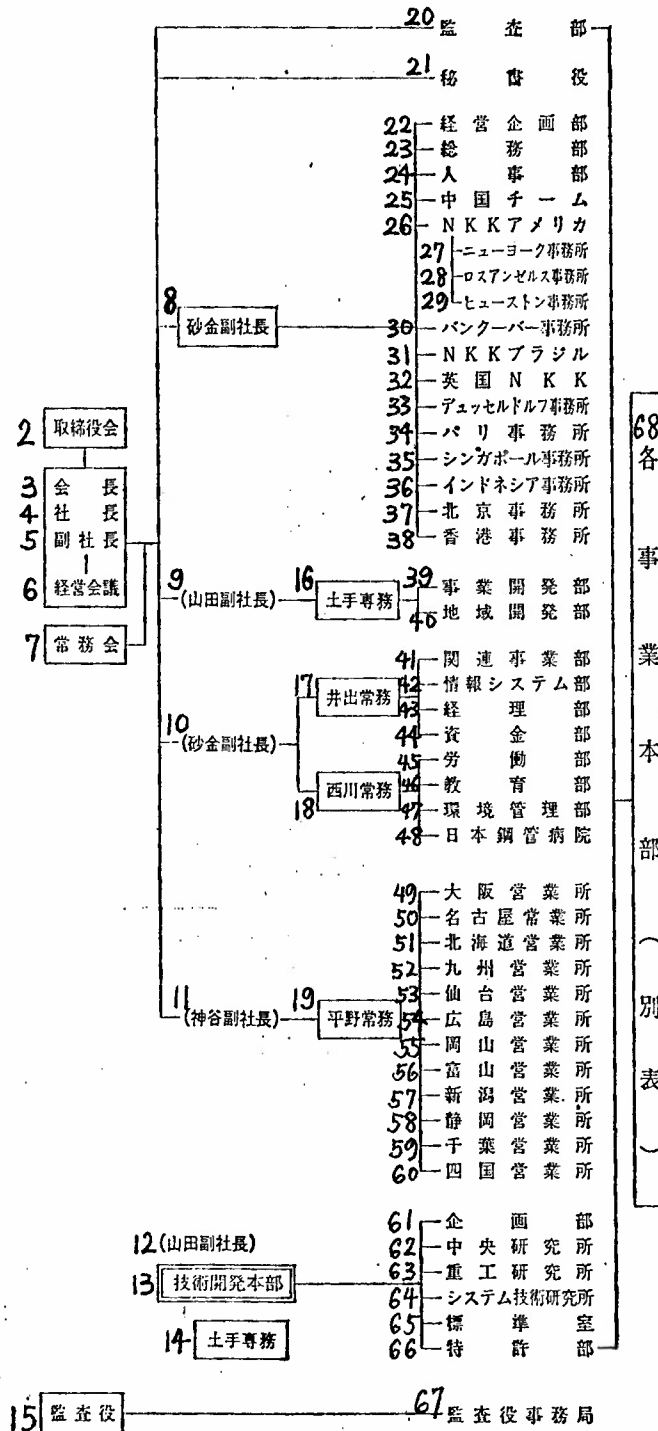 20 監査部
21 秘書役
22 経営企画部
23 総務部
24 人事部
25 中国チーム
26 NKKアメリカ
27 ニューヨーク事務所
28 ロスアンゼルス事務所
29 ヒューストン事務所
8 砂金副社長
30 バンクーバー事務所
31 NKKブラジル
32 英国NKK
33 デュッセルドルフ事務所
34 パリ事務所
35 シンガポール事務所
36 インドネシア事務所
37 北京事務所
38 香港事務所
2 取締役会
3 会長
4 社長
5 副社長
6 経営会議
7 常務会
9 (山田副社長)
16 土手専務
39 事業開発部
40 地域開発部
10 (砂金副社長)
17 井出常務
18 西川常務
41 関連事業部
42 情報システム部
43 経理部
44 資金部
45 労働部
46 教育部
47 環境管理部
48 日本鋼管病院
11 (神谷副社長)
19 平野常務
49 大阪営業所
50 名古屋営業所
51 北海道営業所
52 九州営業所
53 仙台営業所
54 広島営業所
55 岡山営業所
56 富山営業所
57 新潟営業所
58 静岡営業所
59 千葉営業所
60 四国営業所
12 (山田副社長)
13 技術開発本部
14 土手専務
61 企画部
62 中央研究所
63 重工研究所
64 システム技術研究所
65 標準室
66 特許部
15 監査役
67 監査役事務局
68 各事業本部(別表)